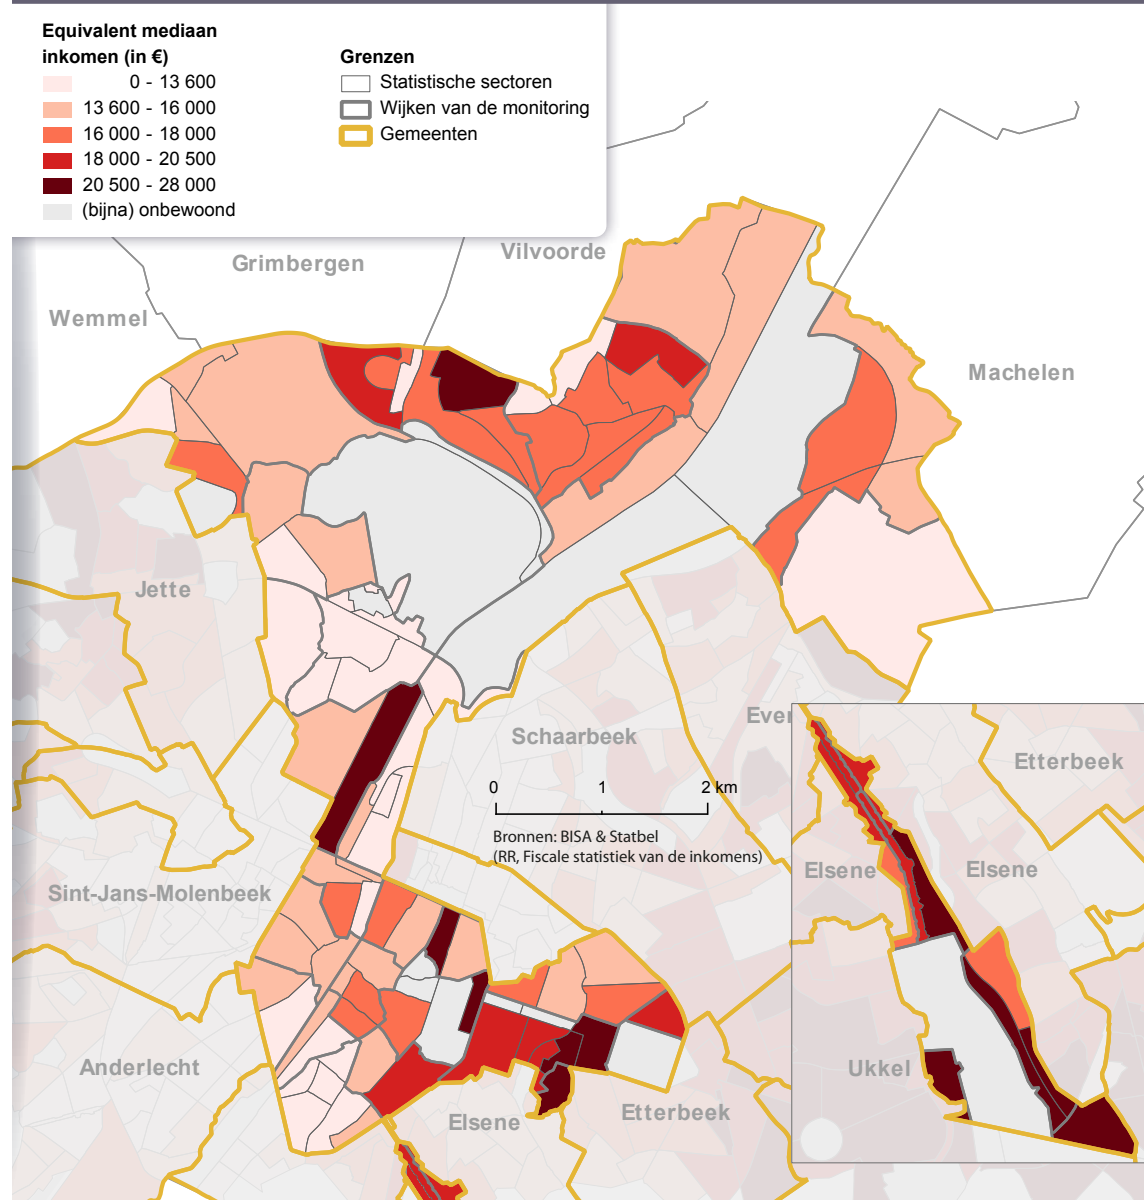 Equivalent mediaan
inkomen (in €)
0 - 13 600
13 600 - 16 000
16 000 - 18 000
18 000 - 20 500
20 500 - 28 000
(bijna) onbewoond
Grenzen
Statistische sectoren
Wijken van de monitoring
Gemeenten
Vilvoorde
Grimbergen
Wemmel
Machelen
Jette
Schaarbeek
Ever
Etterbeek
0 1 2 km
Bronnen: BISA & Statbel
(RR, Fiscale statistiek van de inkomens)
Elsene
Elsene
Sint-Jans-Molenbeek
Anderlecht
Ukkel
Elsene
Etterbeek